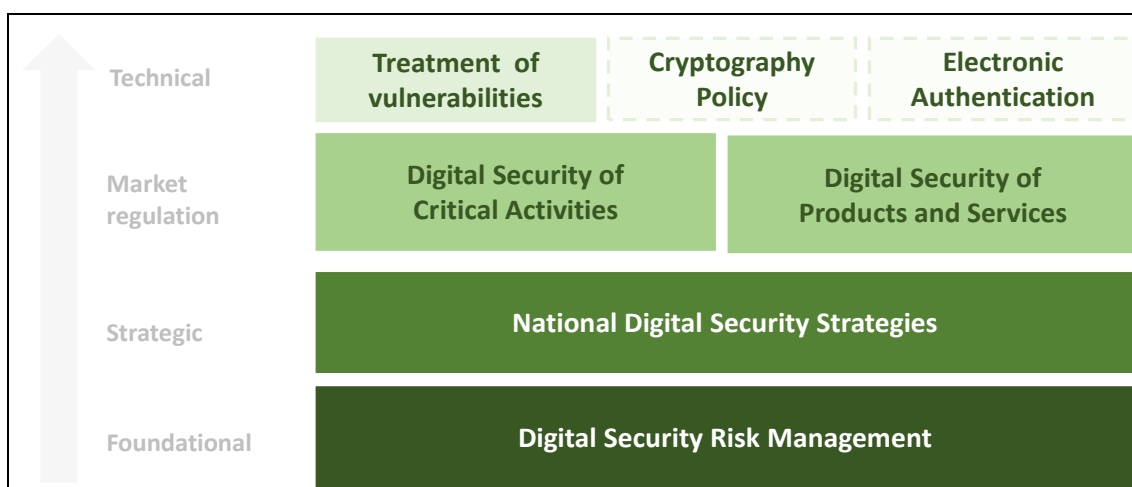 Technical
Treatment of
vulnerabilities
Cryptography
Policy
Electronic
Authentication
Market
regulation
Digital Security of
Critical Activities
Digital Security of
Products and Services
Strategic
National Digital Security Strategies
Foundational
Digital Security Risk Management